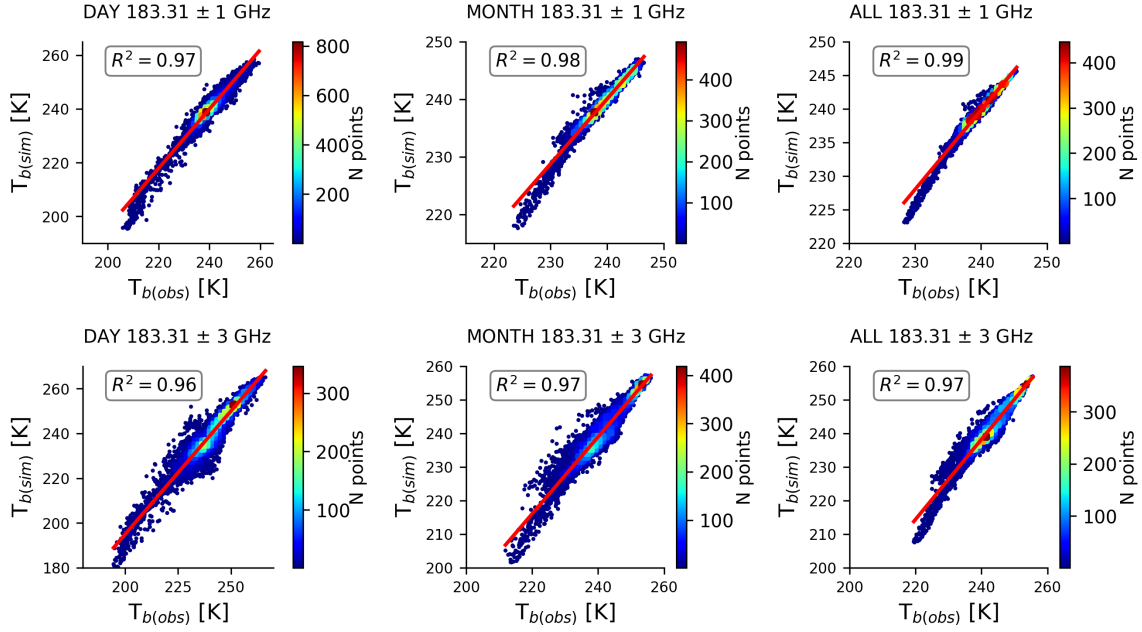 DAY 183.31 ± 1 GHz
R² = 0.97
260
240
220
200
200
220
240
260
T_b(sim) [K]
T_b(obs) [K]
800
600
400
200
N points
MONTH 183.31 ± 1 GHz
R² = 0.98
250
240
230
220
220
230
240
250
T_b(sim) [K]
T_b(obs) [K]
400
300
200
100
N points
ALL 183.31 ± 1 GHz
R² = 0.99
250
245
240
235
230
225
220
220
230
240
250
T_b(sim) [K]
T_b(obs) [K]
400
300
200
100
N points
DAY 183.31 ± 3 GHz
R² = 0.96
260
240
220
200
180
200
225
250
T_b(sim) [K]
T_b(obs) [K]
300
200
100
N points
MONTH 183.31 ± 3 GHz
R² = 0.97
260
250
240
230
220
210
200
200
220
240
260
T_b(sim) [K]
T_b(obs) [K]
400
300
200
100
N points
ALL 183.31 ± 3 GHz
R² = 0.97
260
250
240
230
220
210
200
200
220
240
260
T_b(sim) [K]
T_b(obs) [K]
300
200
100
N points